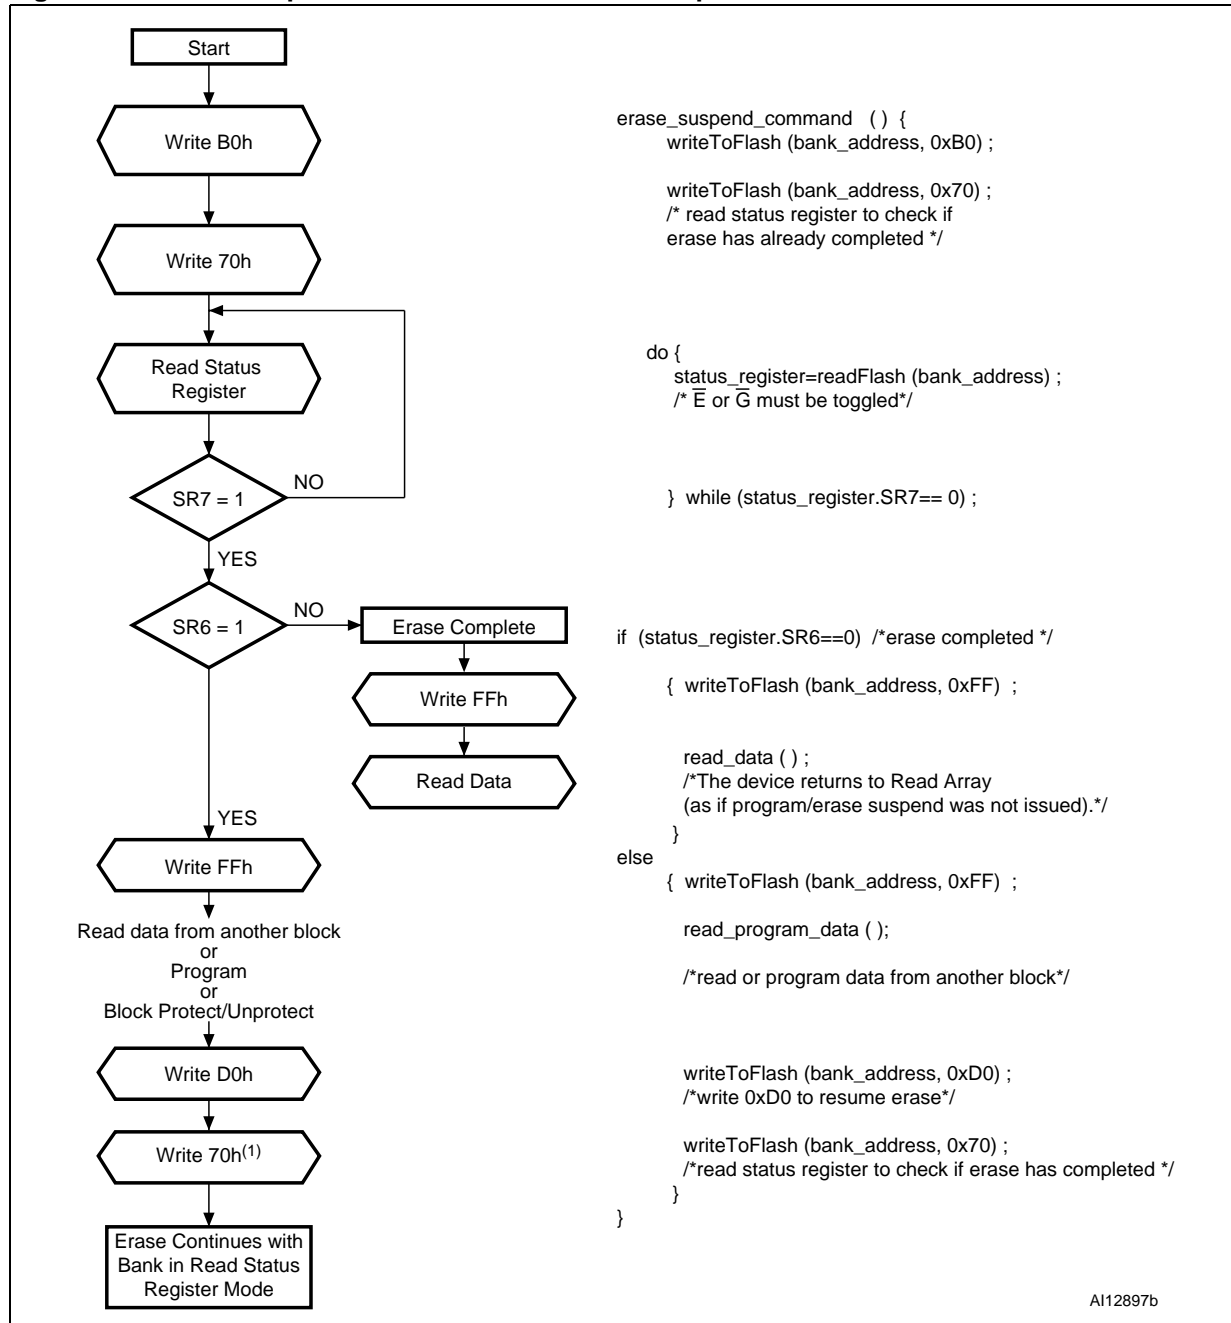 Start
Write B0h
Write 70h
Read Status
Register
SR7 = 1
NO
YES
SR6 = 1
NO
Erase Complete
Write FFh
Read Data
YES
Write FFh
Read data from another block
or
Program
or
Block Protect/Unprotect
Write D0h
Write 70h(1)
Erase Continues with
Bank in Read Status
Register Mode
erase_suspend_command ( ) {
writeToFlash (bank_address, 0xB0) ;
writeToFlash (bank_address, 0x70) ;
/* read status register to check if
erase has already completed */
do {
status_register=readFlash (bank_address) ;
/* E̅ or G̅ must be toggled*/
} while (status_register.SR7== 0) ;
if (status_register.SR6==0) /*erase completed */
{ writeToFlash (bank_address, 0xFF) ;
read_data ( ) ;
/*The device returns to Read Array
(as if program/erase suspend was not issued).*/
}
else
{ writeToFlash (bank_address, 0xFF) ;
read_program_data ( );
/*read or program data from another block*/
writeToFlash (bank_address, 0xD0) ;
/*write 0xD0 to resume erase*/
writeToFlash (bank_address, 0x70) ;
/*read status register to check if erase has completed */
}
}
AI12897b